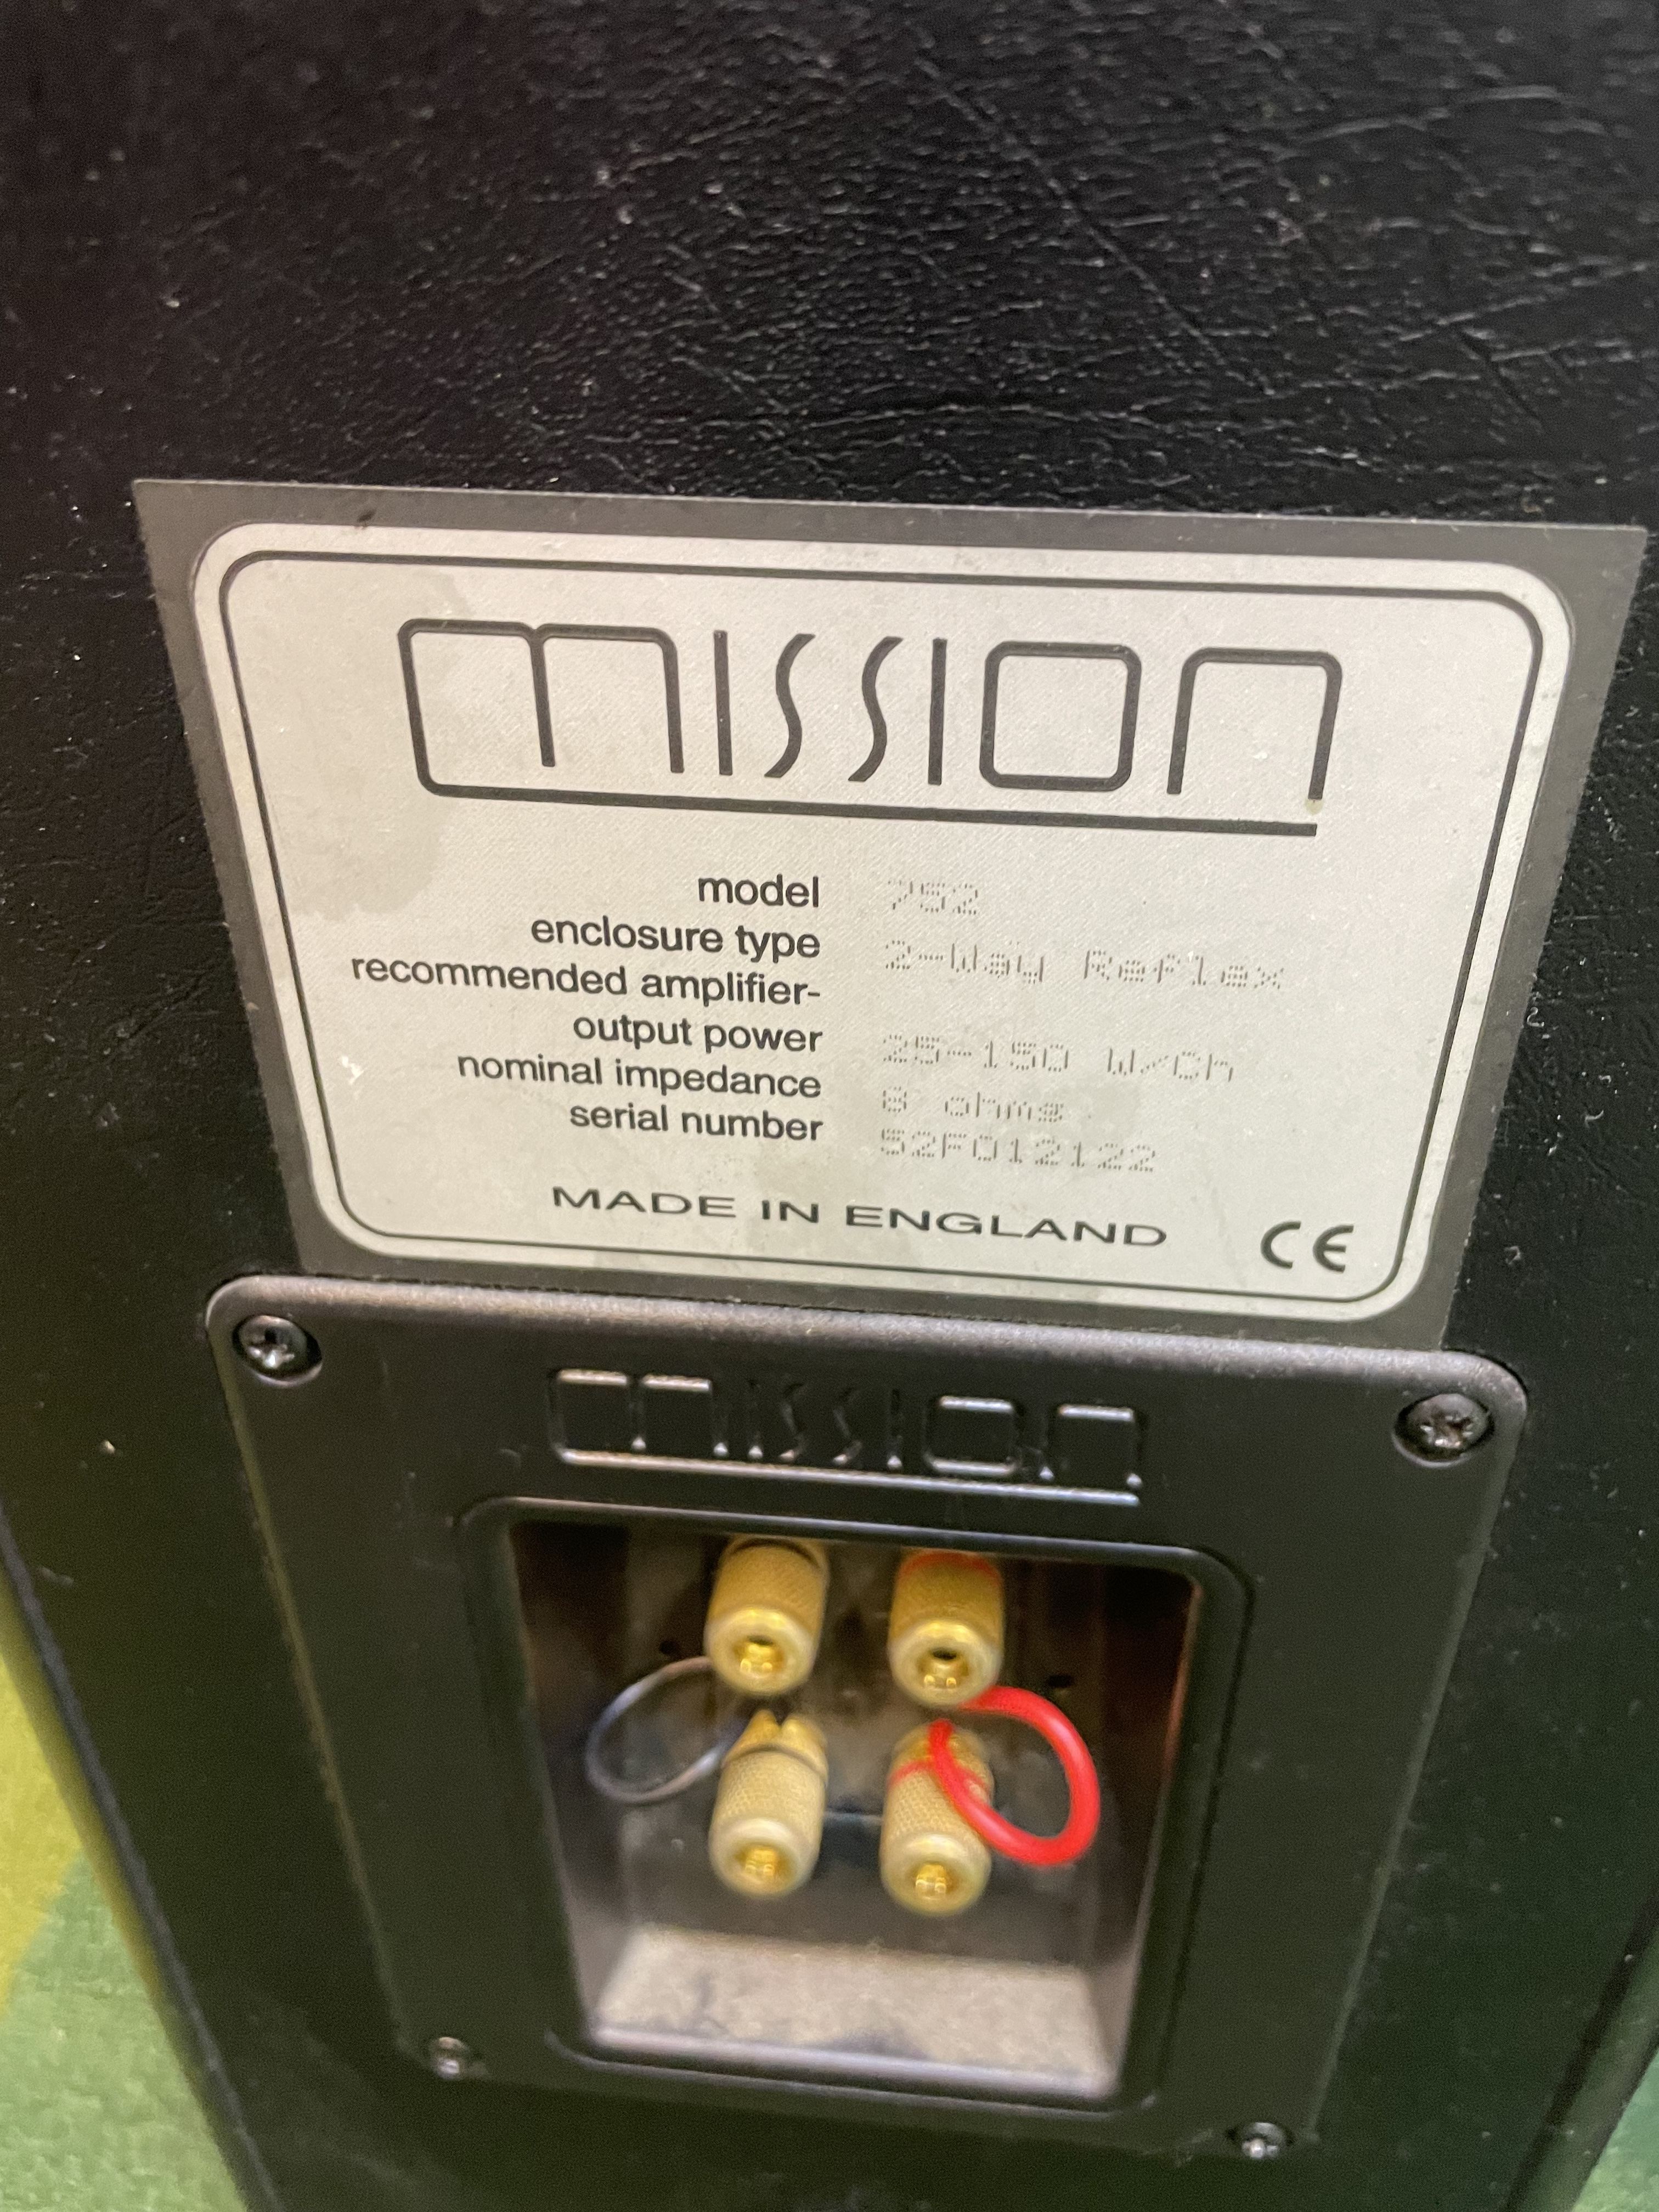 mission
model 752
enclosure type 2-Way Reflex
recommended amplifier-
output power 25-150 W/Ch
nominal impedance 8 ohms
serial number 52F012122
MADE IN ENGLAND CE
mission